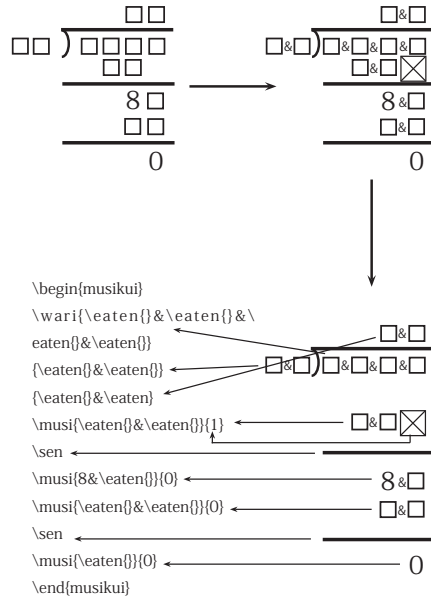 8
0
&
& & & &
&
8 &
&
0
\begin{musikui}
\wari{\eaten{}&\eaten{}&\
eaten{}&\eaten{}}
{\eaten{}&\eaten{}}
{\eaten{}&\eaten}
\musi{\eaten{}&\eaten{}}{1}
\sen
\musi{8&\eaten{}}{0}
\musi{\eaten{}&\eaten{}}{0}
\sen
\musi{\eaten{}}{0}
\end{musikui}
&
& & & &
&
8&
&
0